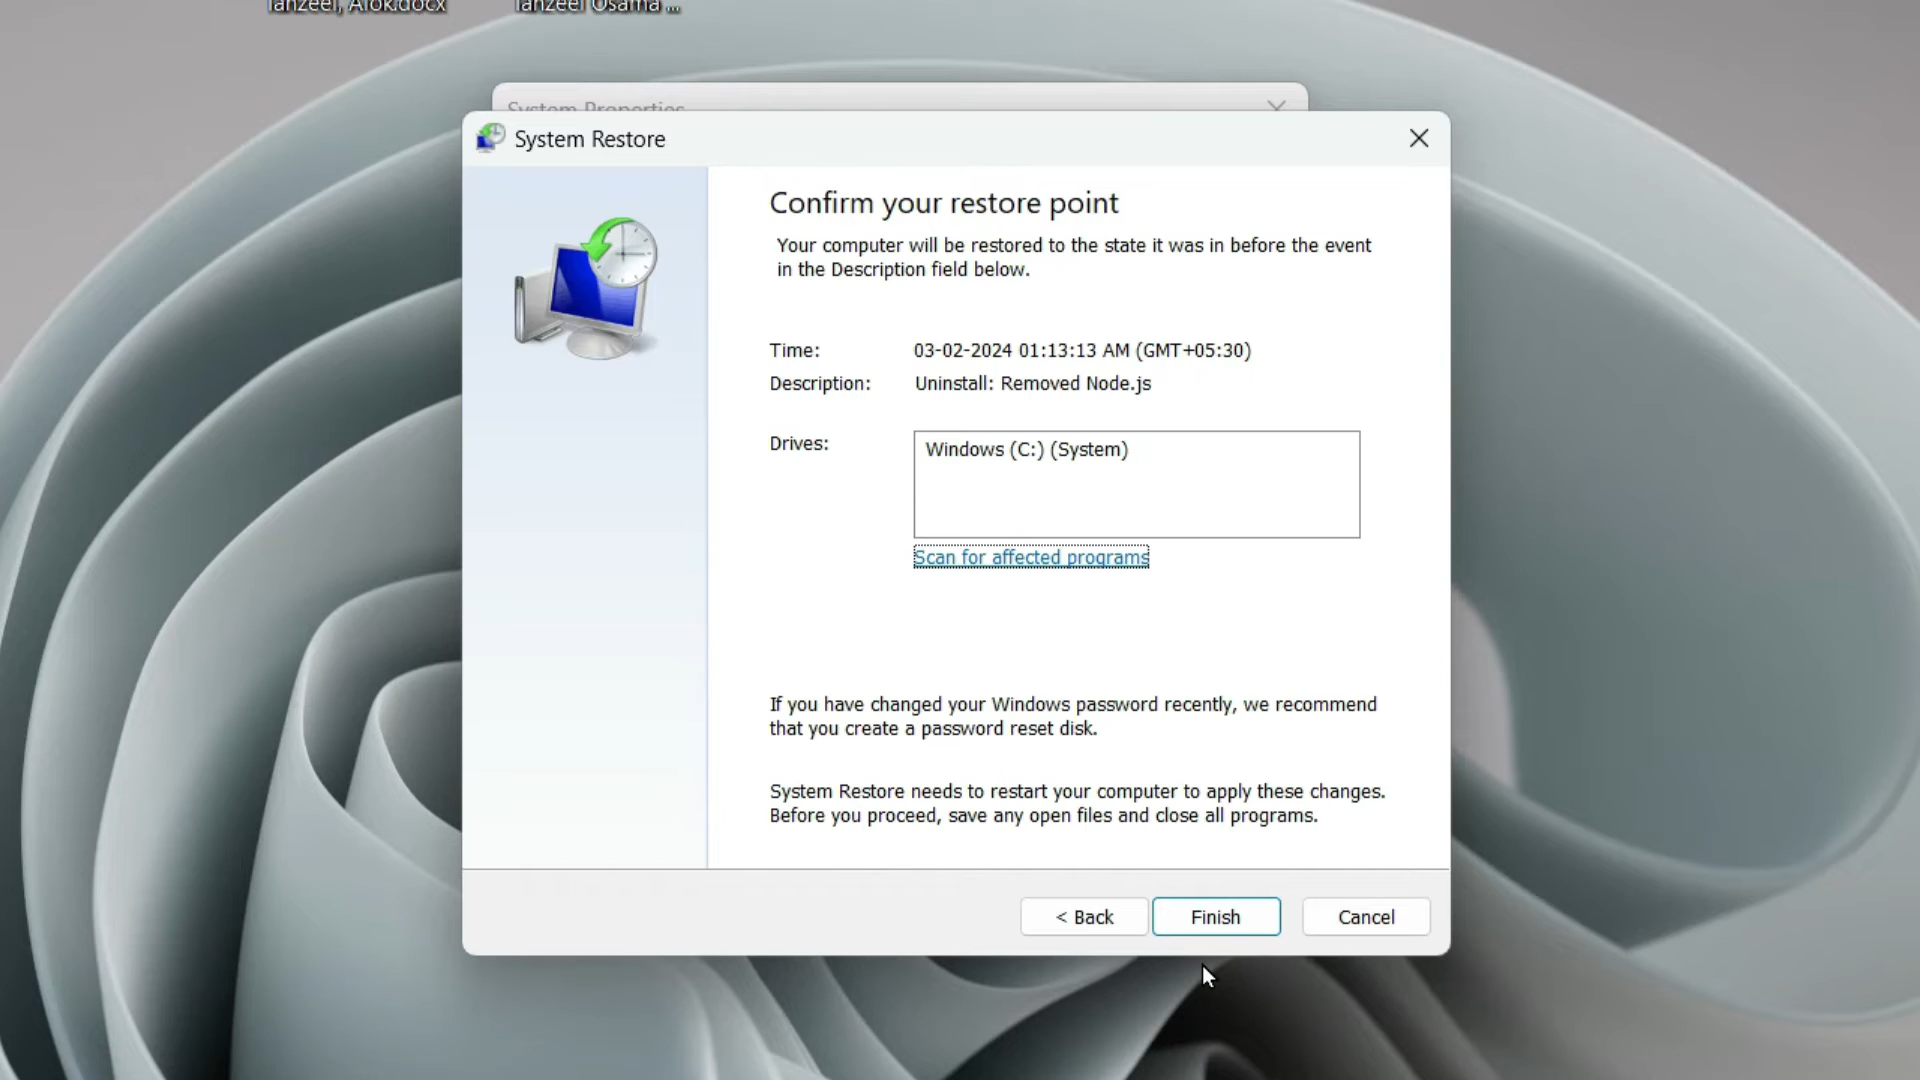 Tanzeel, Alok.docx
Tanzeel Osama ...
System Properties
System Restore
Confirm your restore point
Your computer will be restored to the state it was in before the event
in the Description field below.
Time: 03-02-2024 01:13:13 AM (GMT+05:30)
Description: Uninstall: Removed Node.js
Drives: Windows (C:) (System)
Scan for affected programs
If you have changed your Windows password recently, we recommend
that you create a password reset disk.
System Restore needs to restart your computer to apply these changes.
Before you proceed, save any open files and close all programs.
< Back Finish Cancel